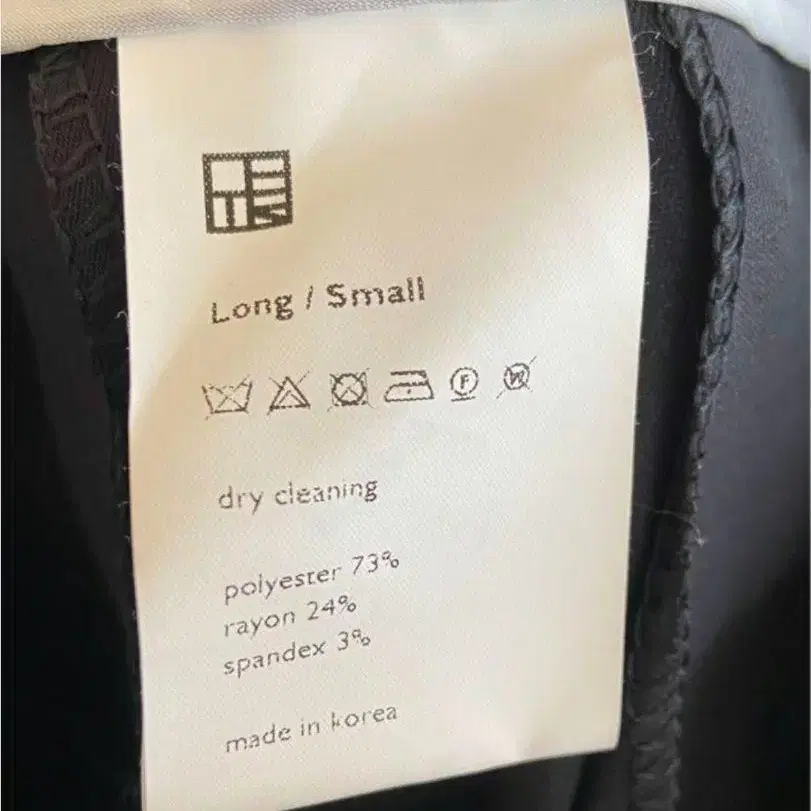 Long / Small
F W
dry cleaning
polyester 73%
rayon 24%
spandex 3%
made in korea